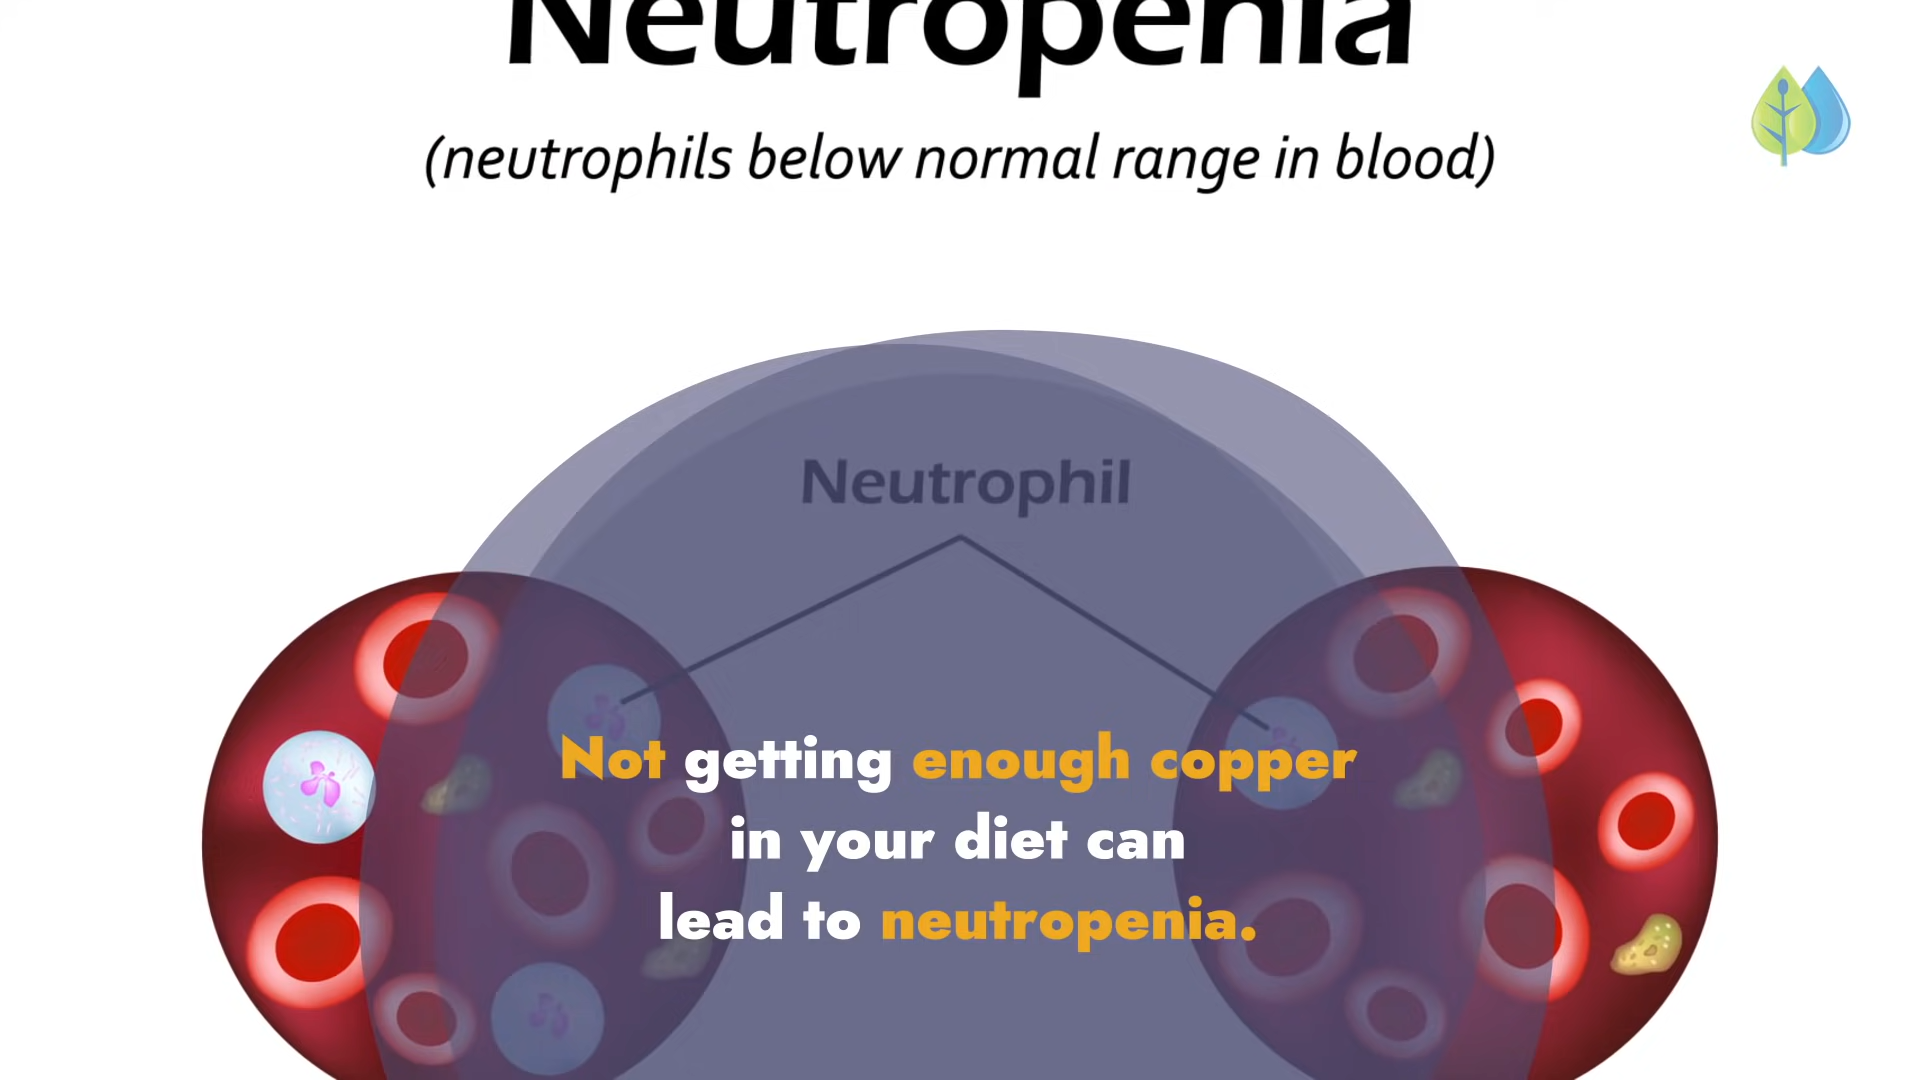 Neutropenia
(neutrophils below normal range in blood)
Neutrophil
Not getting enough copper
in your diet can
lead to neutropenia.